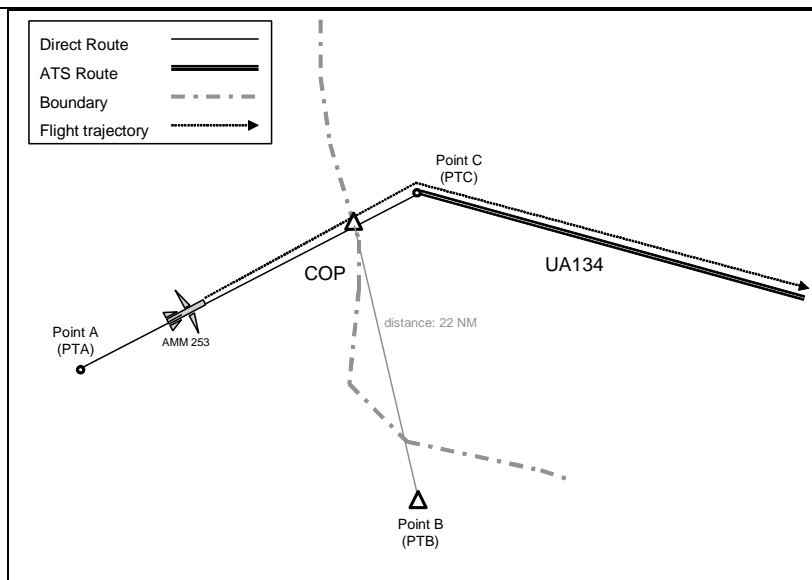 Direct Route
ATS Route
Boundary
Flight trajectory
Point C
(PTC)
COP
UA134
distance: 22 NM
Point A
(PTA)
AMM 253
Point B
(PTB)